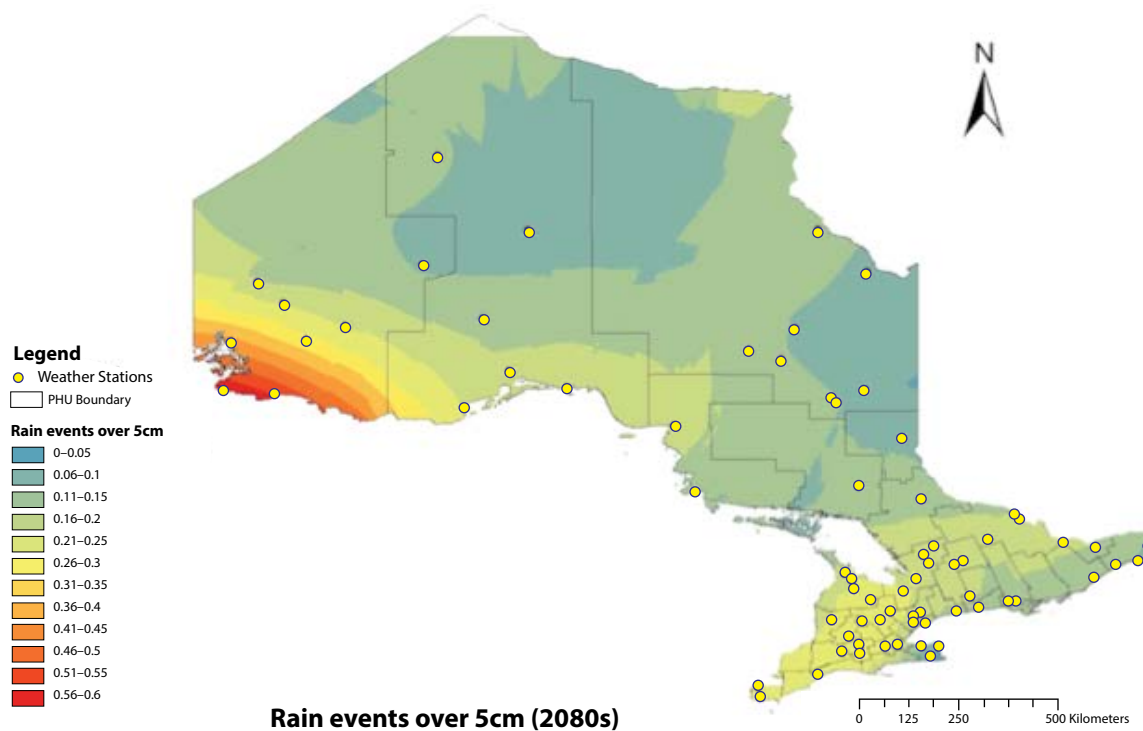 N
Legend
Weather Stations
PHU Boundary
Rain events over 5cm
0–0.05
0.06–0.1
0.11–0.15
0.16–0.2
0.21–0.25
0.26–0.3
0.31–0.35
0.36–0.4
0.41–0.45
0.46–0.5
0.51–0.55
0.56–0.6
Rain events over 5cm (2080s)
0 125 250 500 Kilometers